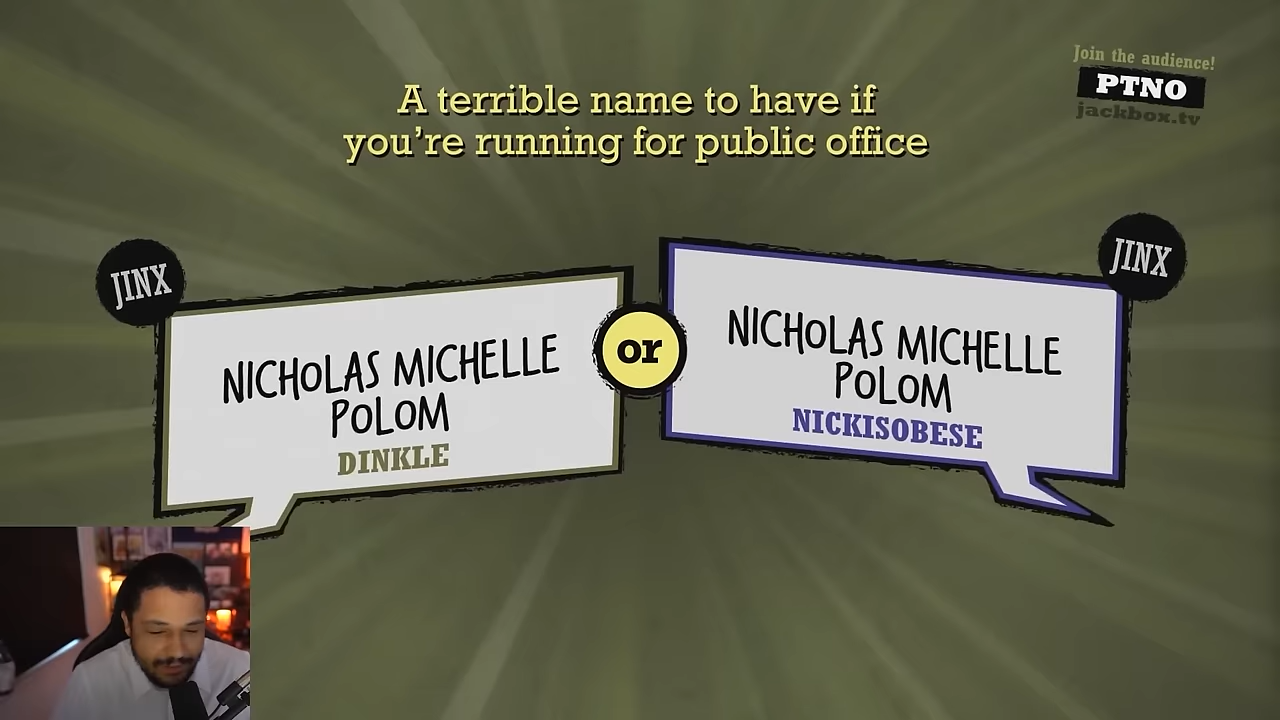 Join the audience!
PTNO
jackbox.tv
A terrible name to have if
you're running for public office
JINX
NICHOLAS MICHELLE
POLOM
DINKLE
or
JINX
NICHOLAS MICHELLE
POLOM
NICKISOBESE